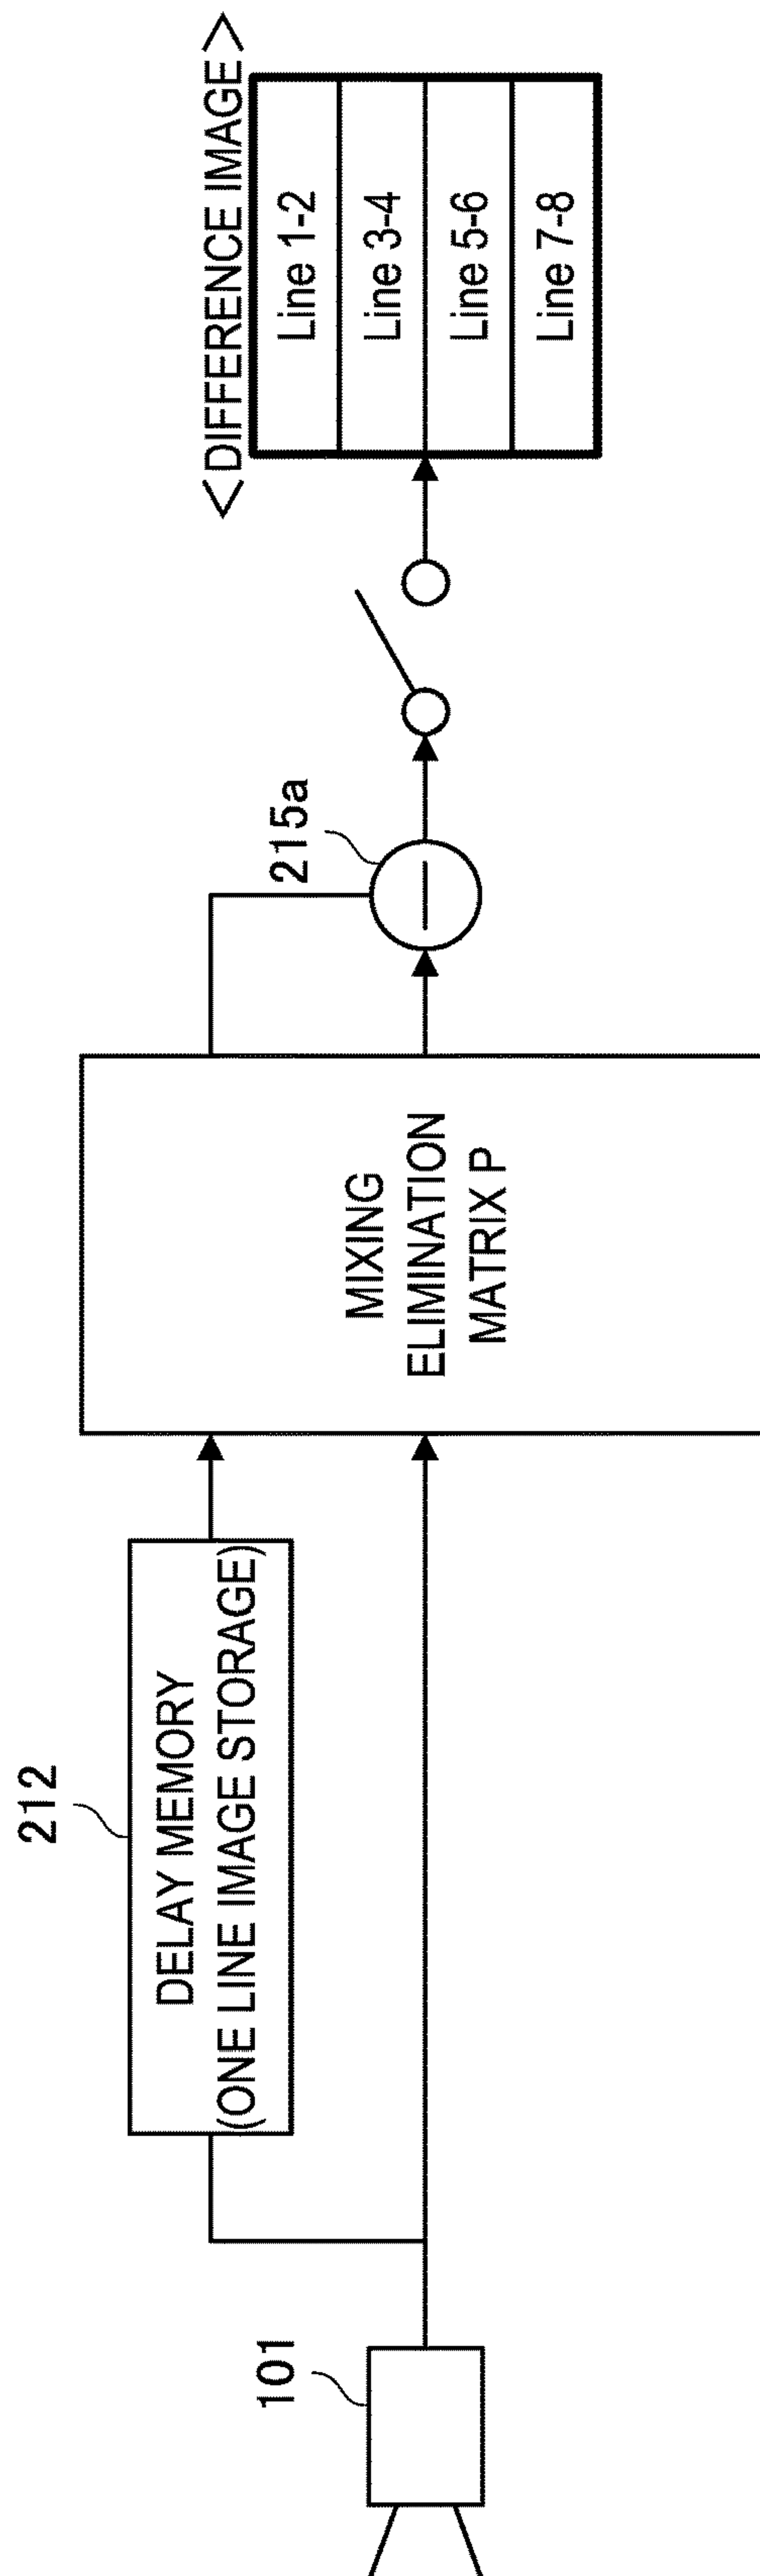 101
212
DELAY MEMORY
(ONE LINE IMAGE STORAGE)
MIXING
ELIMINATION
MATRIX P
215a
<DIFFERENCE IMAGE>
Line 1-2
Line 3-4
Line 5-6
Line 7-8